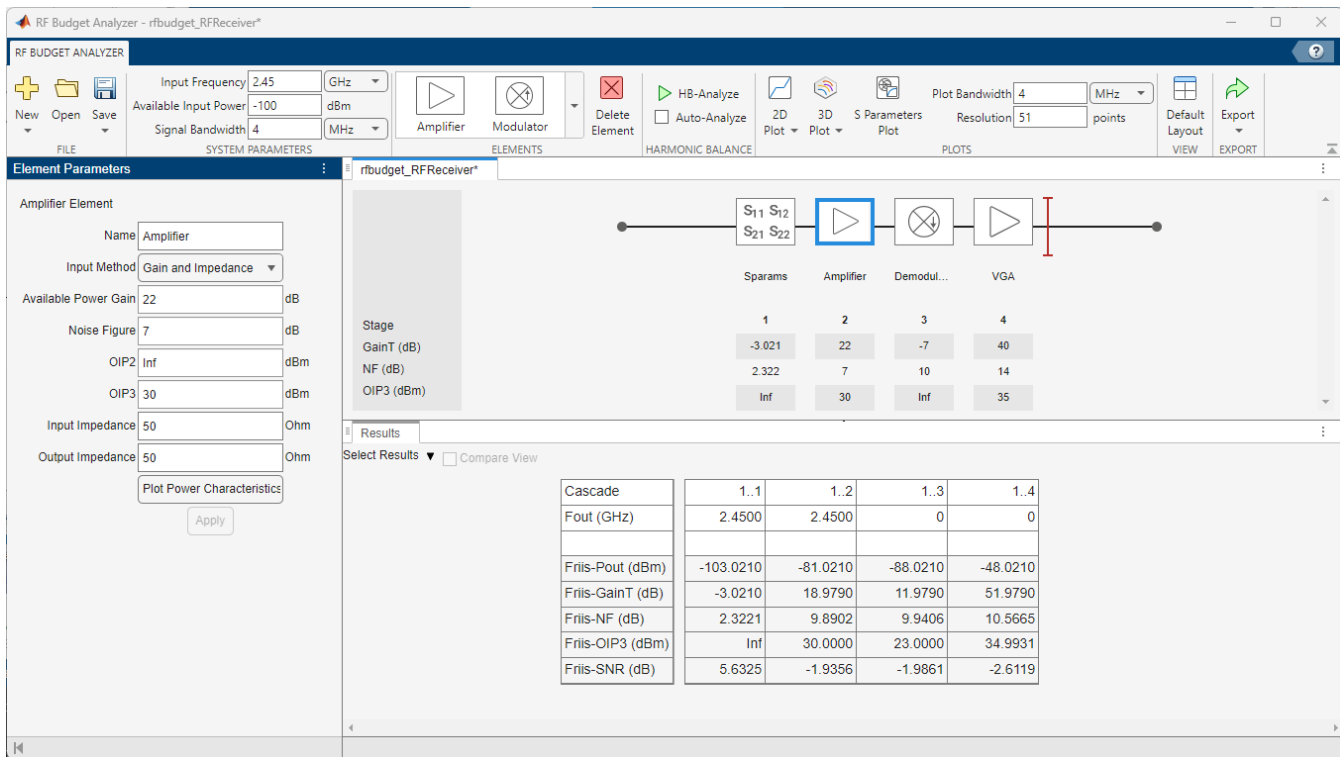 RF Budget Analyzer - rfbudget_RFReceiver*
RF BUDGET ANALYZER
?
New Open Save
FILE
Input Frequency 2.45 GHz
Available Input Power -100 dBm
Signal Bandwidth 4 MHz
SYSTEM PARAMETERS
Amplifier Modulator
Delete
Element
ELEMENTS
HB-Analyze
Auto-Analyze
HARMONIC BALANCE
2D
Plot
3D
Plot
S Parameters
Plot
Plot Bandwidth 4 MHz
Resolution 51 points
PLOTS
Default
Layout
VIEW
Export
EXPORT
Element Parameters
Amplifier Element
Name Amplifier
Input Method Gain and Impedance
Available Power Gain 22 dB
Noise Figure 7 dB
OIP2 Inf dBm
OIP3 30 dBm
Input Impedance 50 Ohm
Output Impedance 50 Ohm
Plot Power Characteristics
Apply
rfbudget_RFReceiver*
S11 S12
S21 S22
Sparams Amplifier Demodul... VGA
Stage 1 2 3 4
GainT (dB) -3.021 22 -7 40
NF (dB) 2.322 7 10 14
OIP3 (dBm) Inf 30 Inf 35
Results
Select Results Compare View
Cascade 1..1 1..2 1..3 1..4
Fout (GHz) 2.4500 2.4500 0 0
Friis-Pout (dBm) -103.0210 -81.0210 -88.0210 -48.0210
Friis-GainT (dB) -3.0210 18.9790 11.9790 51.9790
Friis-NF (dB) 2.3221 9.8902 9.9406 10.5665
Friis-OIP3 (dBm) Inf 30.0000 23.0000 34.9931
Friis-SNR (dB) 5.6325 -1.9356 -1.9861 -2.6119